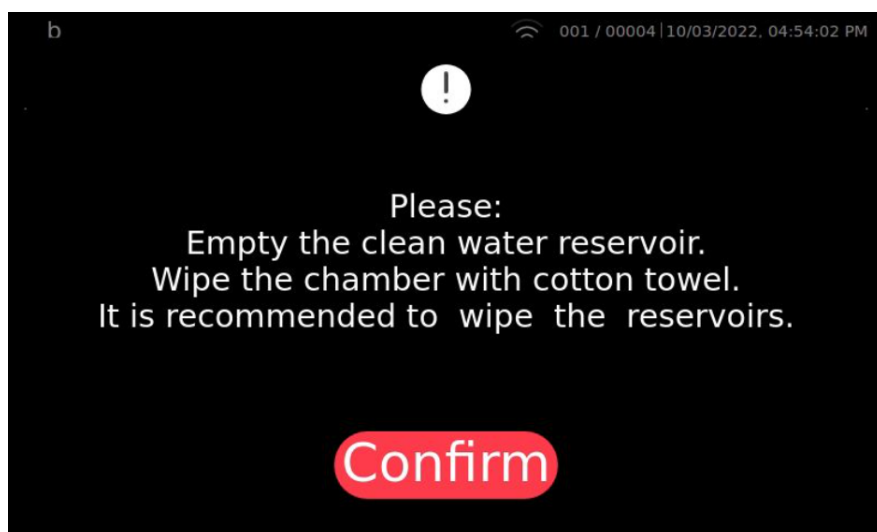 b
001 / 00004|10/03/2022, 04:54:02 PM
!
Please:
Empty the clean water reservoir.
Wipe the chamber with cotton towel.
It is recommended to wipe the reservoirs.
Confirm